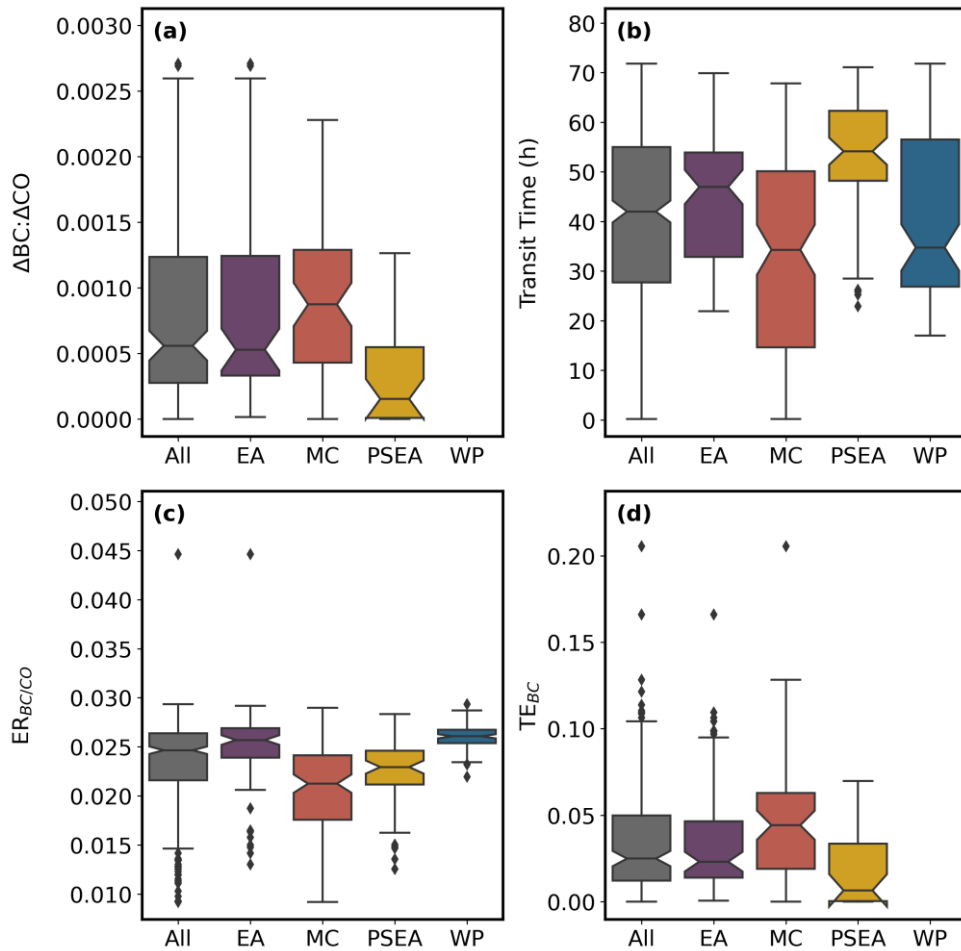 (a)
ΔBC:ΔCO
0.0030
0.0025
0.0020
0.0015
0.0010
0.0005
0.0000
All EA MC PSEA WP
(b)
Transit Time (h)
80
70
60
50
40
30
20
10
0
All EA MC PSEA WP
(c)
ER_BC/CO
0.050
0.045
0.040
0.035
0.030
0.025
0.020
0.015
0.010
All EA MC PSEA WP
(d)
TE_BC
0.20
0.15
0.10
0.05
0.00
All EA MC PSEA WP